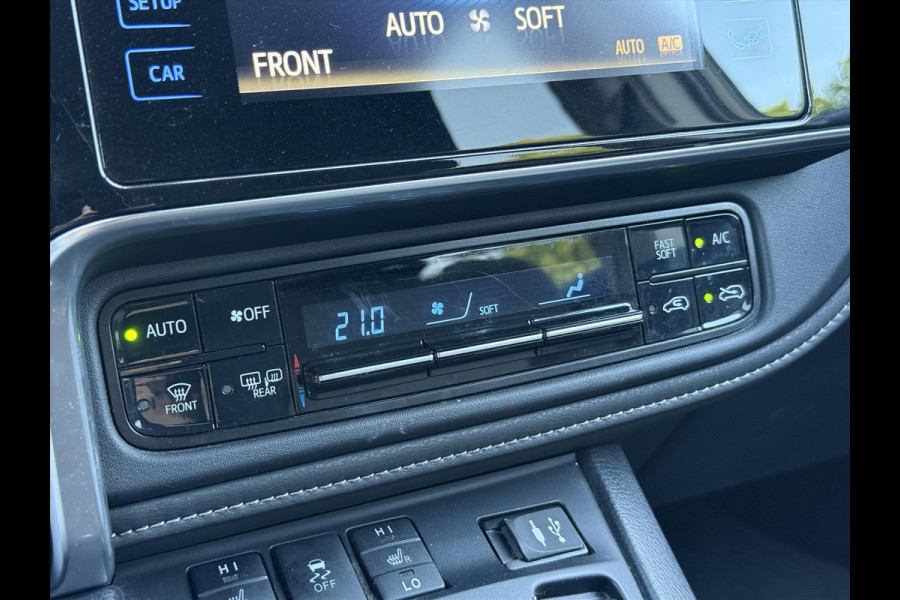 SETUP
AUTO SOFT
CAR
FRONT
AUTO A/C
FAST
SOFT
A/C
AUTO
OFF
21.0
SOFT
FRONT
REAR
HI
HI
R
OFF
LO